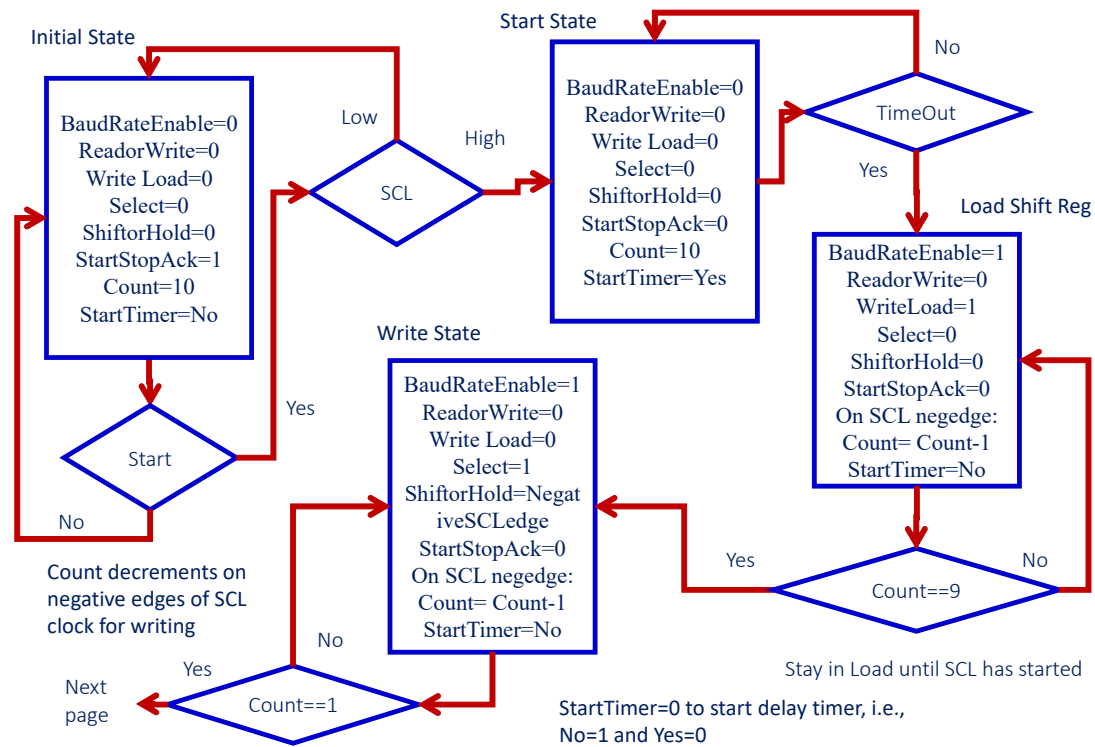 Initial State
BaudRateEnable=0
ReadorWrite=0
Write Load=0
Select=0
ShiftorHold=0
StartStopAck=1
Count=10
StartTimer=No
Start
Yes
No
Low
SCL
High
Start State
BaudRateEnable=0
ReadorWrite=0
Write Load=0
Select=0
ShiftorHold=0
StartStopAck=0
Count=10
StartTimer=Yes
No
TimeOut
Yes
Load Shift Reg
BaudRateEnable=1
ReadorWrite=0
WriteLoad=1
Select=0
ShiftorHold=0
StartStopAck=0
On SCL negedge:
Count= Count-1
StartTimer=No
Yes
No
Count==9
Stay in Load until SCL has started
Write State
BaudRateEnable=1
ReadorWrite=0
Write Load=0
Select=1
ShiftorHold=Negat
iveSCLedge
StartStopAck=0
On SCL negedge:
Count= Count-1
StartTimer=No
No
Yes
Count==1
Next
page
Count decrements on
negative edges of SCL
clock for writing
StartTimer=0 to start delay timer, i.e.,
No=1 and Yes=0